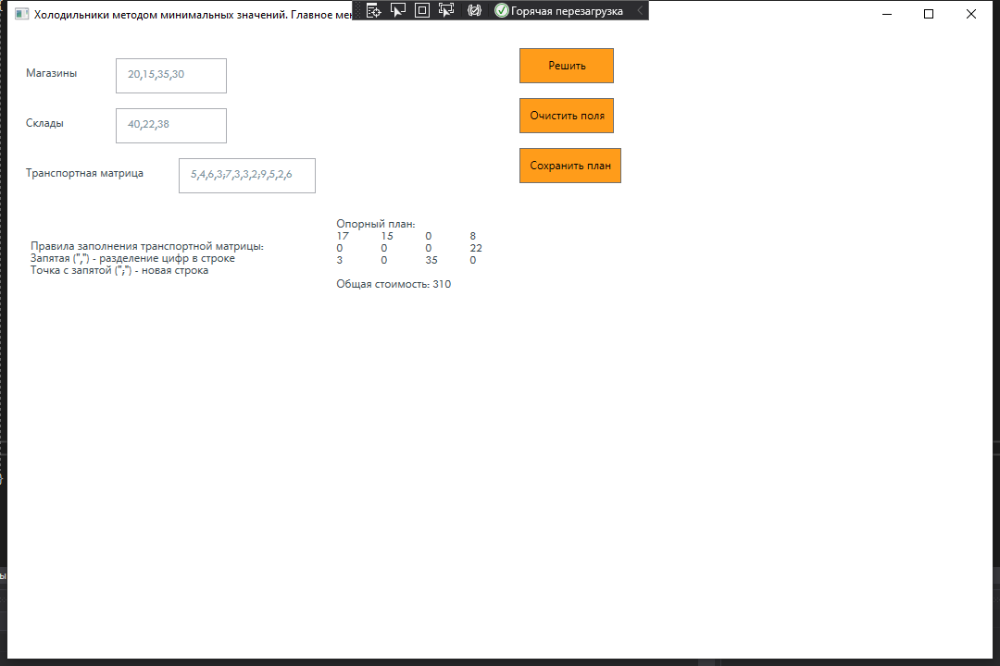 Холодильники методом минимальных значений. Главное ме
Горячая перезагрузка
Магазины
20,15,35,30
Решить
Склады
40,22,38
Очистить поля
Транспортная матрица
5,4,6,3;7,3,3,2;9,5,2,6
Сохранить план
Правила заполнения транспортной матрицы:
Запятая (",") - разделение цифр в строке
Точка с запятой (";") - новая строка
Опорный план:
17 15 0 8
0 0 0 22
3 0 35 0
Общая стоимость: 310